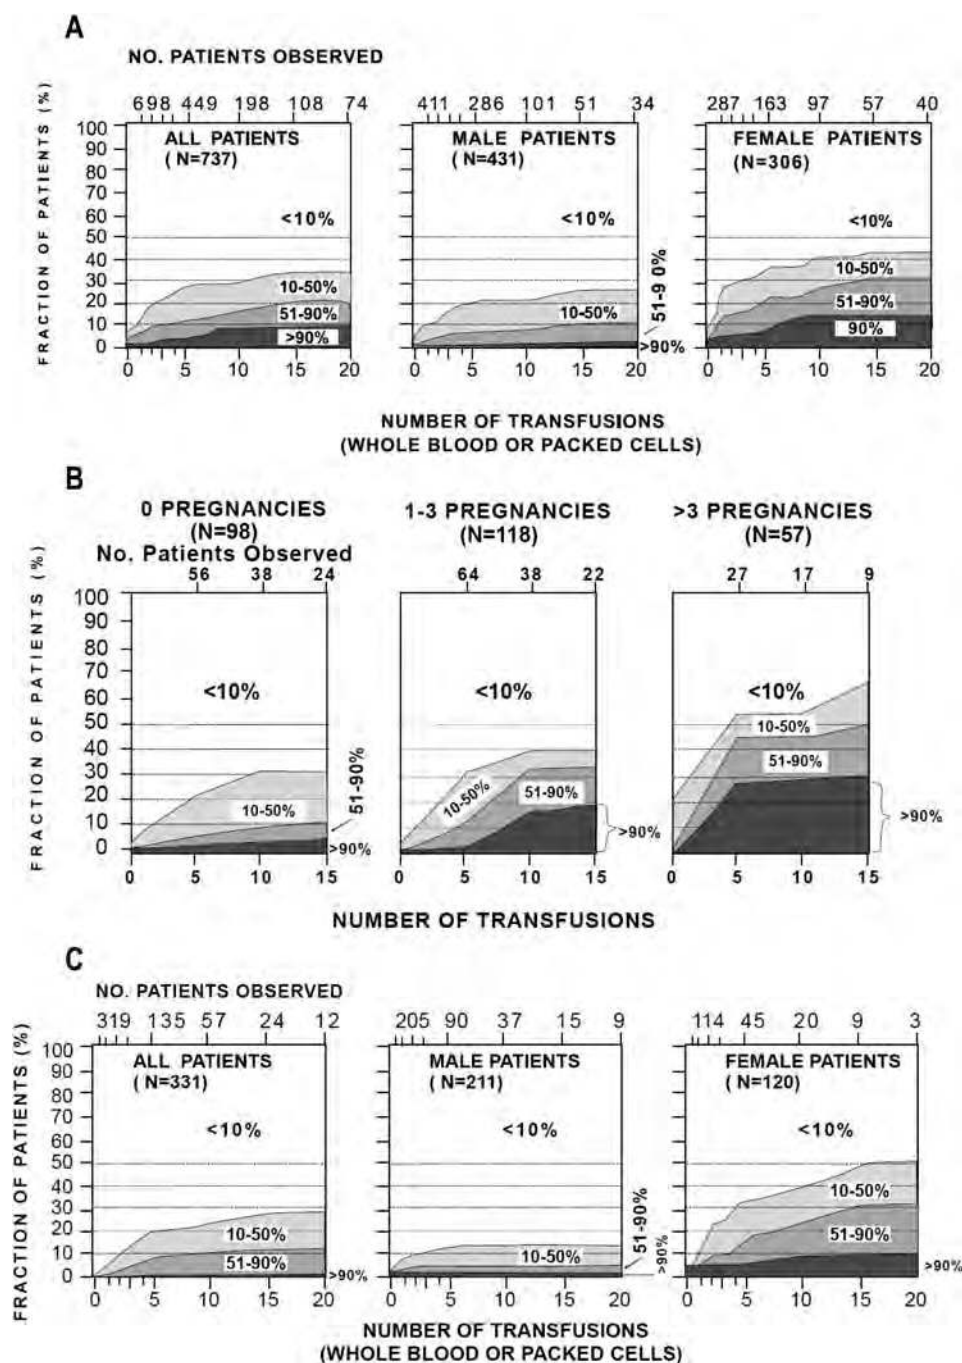 A
NO. PATIENTS OBSERVED
698 449 198 108 74
411 286 101 51 34
287 163 97 57 40
FRACTION OF PATIENTS (%)
100
90
80
70
60
50
40
30
20
10
0
ALL PATIENTS
( N=737)
<10%
10-50%
51-90%
>90%
MALE PATIENTS
( N=431)
<10%
10-50%
51-9 0%
>90%
FEMALE PATIENTS
(N=306)
<10%
10-50%
51-90%
90%
0 5 10 15 20
0 5 10 15 20
0 5 10 15 20
NUMBER OF TRANSFUSIONS
(WHOLE BLOOD OR PACKED CELLS)
B
0 PREGNANCIES
(N=98)
No. Patients Observed
56 38 24
1-3 PREGNANCIES
(N=118)
64 38 22
>3 PREGNANCIES
(N=57)
27 17 9
FRACTION OF PATIENTS (%)
100
90
80
70
60
50
40
30
20
10
0
<10%
10-50%
51-90%
>90%
<10%
10-50%
51-90%
>90%
<10%
10-50%
51-90%
>90%
0 5 10 15
0 5 10 15
0 5 10 15
NUMBER OF TRANSFUSIONS
C
NO. PATIENTS OBSERVED
319 135 57 24 12
205 90 37 15 9
114 45 20 9 3
FRACTION OF PATIENTS (%)
100
90
80
70
60
50
40
30
20
10
0
ALL PATIENTS
( N=331)
<10%
10-50%
51-90%
>90%
MALE PATIENTS
( N=211)
<10%
10-50%
51-90%
>90%
FEMALE PATIENTS
( N=120)
<10%
10-50%
51-90%
>90%
0 5 10 15 20
0 5 10 15 20
0 5 10 15 20
NUMBER OF TRANSFUSIONS
(WHOLE BLOOD OR PACKED CELLS)